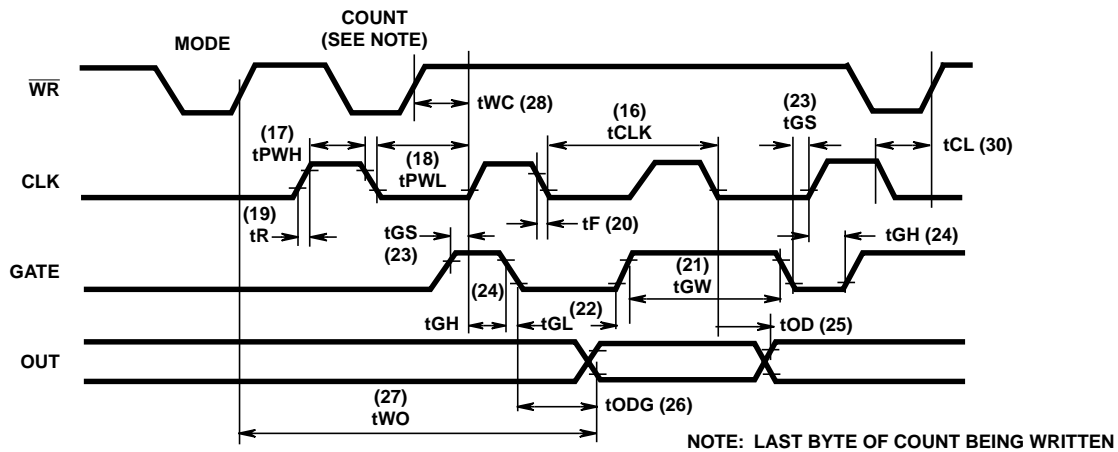 MODE
COUNT
(SEE NOTE)
WR
tWC (28)
(16)
tCLK
(23)
tGS
tCL (30)
(17)
tPWH
(18)
tPWL
CLK
(19)
tR
tGS
(23)
tF (20)
tGH (24)
GATE
(24)
tGH
(22)
tGL
(21)
tGW
tOD (25)
OUT
(27)
tWO
tODG (26)
NOTE: LAST BYTE OF COUNT BEING WRITTEN